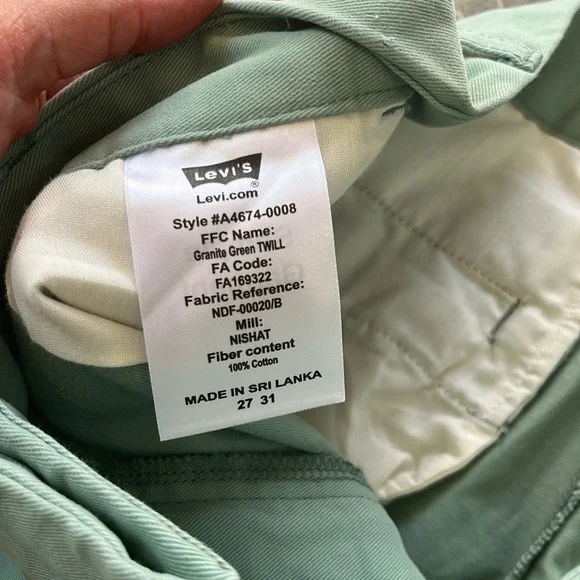 Levi's
®
Levi.com
Style #A4674-0008
FFC Name:
Granite Green TWILL
FA Code:
FA169322
Fabric Reference:
NDF-00020/B
Mill:
NISHAT
Fiber content
100% Cotton
MADE IN SRI LANKA
27 31